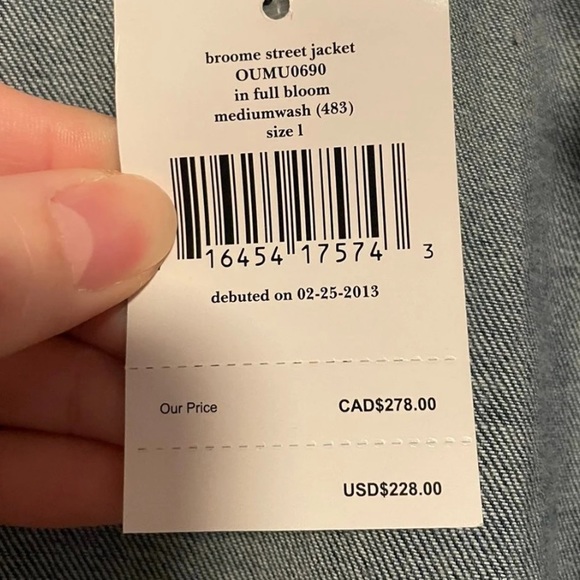 broome street jacket
OUMU0690
in full bloom
mediumwash (483)
size l
16454 17574 3
debuted on 02-25-2013
Our Price CAD$278.00
USD$228.00